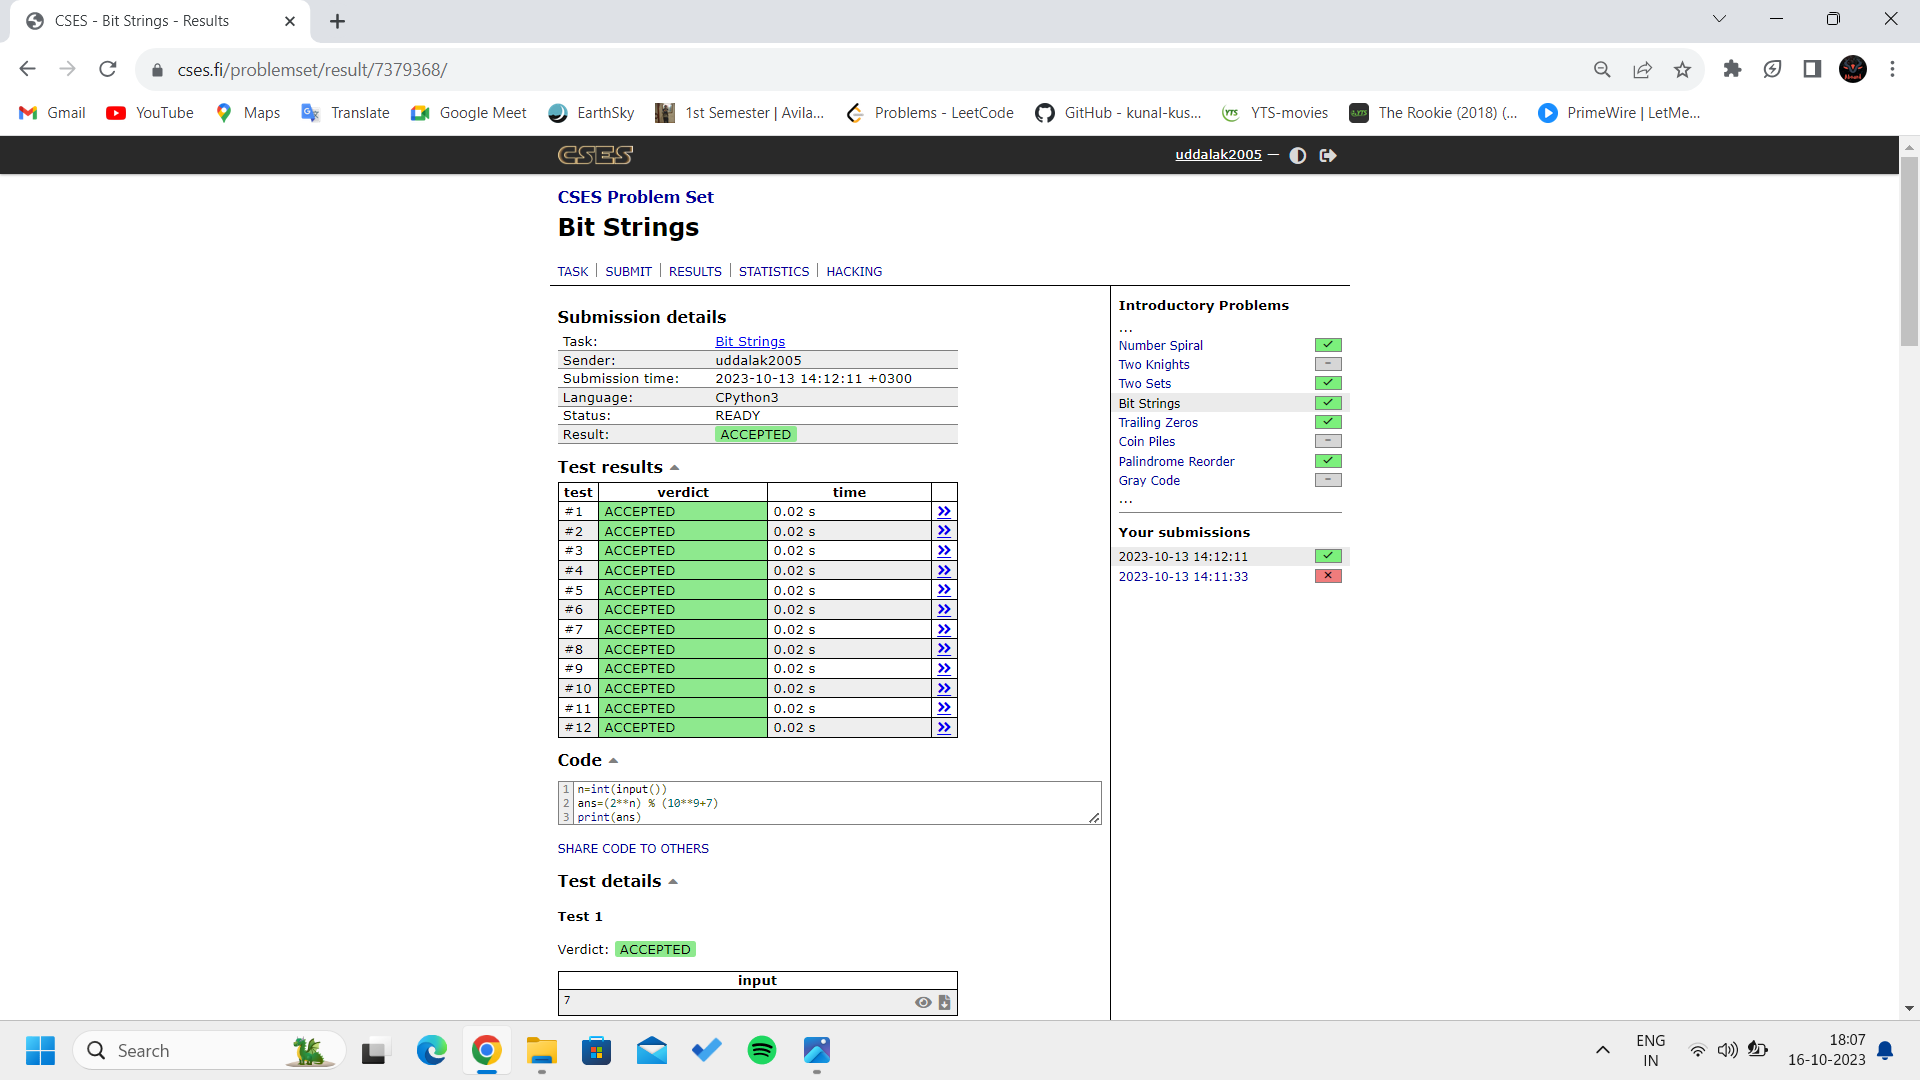 CSES - Bit Strings - Results
cses.fi/problemset/result/7379368/
Gmail YouTube Maps Translate Google Meet EarthSky 1st Semester | Avila... Problems - LeetCode GitHub - kunal-kus... YTS-movies The Rookie (2018) (... PrimeWire | LetMe...
CSES
uddalak2005 —
CSES Problem Set
Bit Strings
TASK | SUBMIT | RESULTS | STATISTICS | HACKING
Submission details
Task: Bit Strings
Sender: uddalak2005
Submission time: 2023-10-13 14:12:11 +0300
Language: CPython3
Status: READY
Result: ACCEPTED
Test results
test verdict time
#1 ACCEPTED 0.02 s »
#2 ACCEPTED 0.02 s »
#3 ACCEPTED 0.02 s »
#4 ACCEPTED 0.02 s »
#5 ACCEPTED 0.02 s »
#6 ACCEPTED 0.02 s »
#7 ACCEPTED 0.02 s »
#8 ACCEPTED 0.02 s »
#9 ACCEPTED 0.02 s »
#10 ACCEPTED 0.02 s »
#11 ACCEPTED 0.02 s »
#12 ACCEPTED 0.02 s »
Code
1 n=int(input())
2 ans=(2**n) % (10**9+7)
3 print(ans)
SHARE CODE TO OTHERS
Test details
Test 1
Verdict: ACCEPTED
input
7
Introductory Problems
...
Number Spiral
Two Knights
Two Sets
Bit Strings
Trailing Zeros
Coin Piles
Palindrome Reorder
Gray Code
...
Your submissions
2023-10-13 14:12:11
2023-10-13 14:11:33
Search
ENG
IN
18:07
16-10-2023